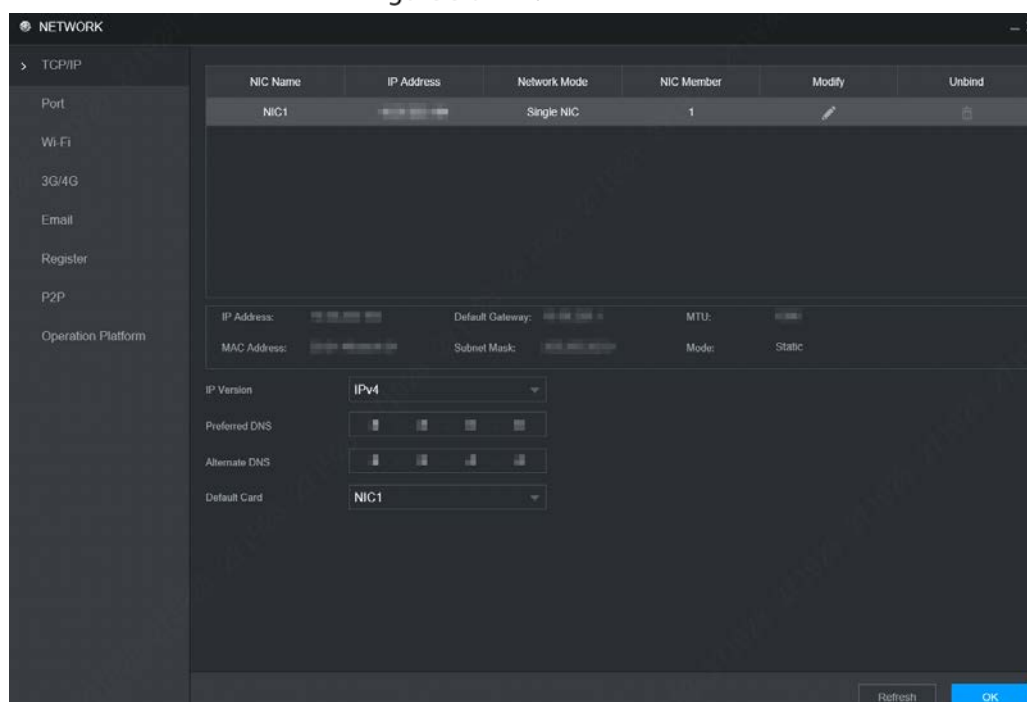 NETWORK
TCP/IP
Port
Wi-Fi
3G/4G
Email
Register
P2P
Operation Platform
NIC Name IP Address Network Mode NIC Member Modify Unbind
NIC1 Single NIC 1
IP Address: Default Gateway: MTU:
MAC Address: Subnet Mask: Mode: Static
IP Version IPv4
Preferred DNS
Alternate DNS
Default Card NIC1
Refresh OK